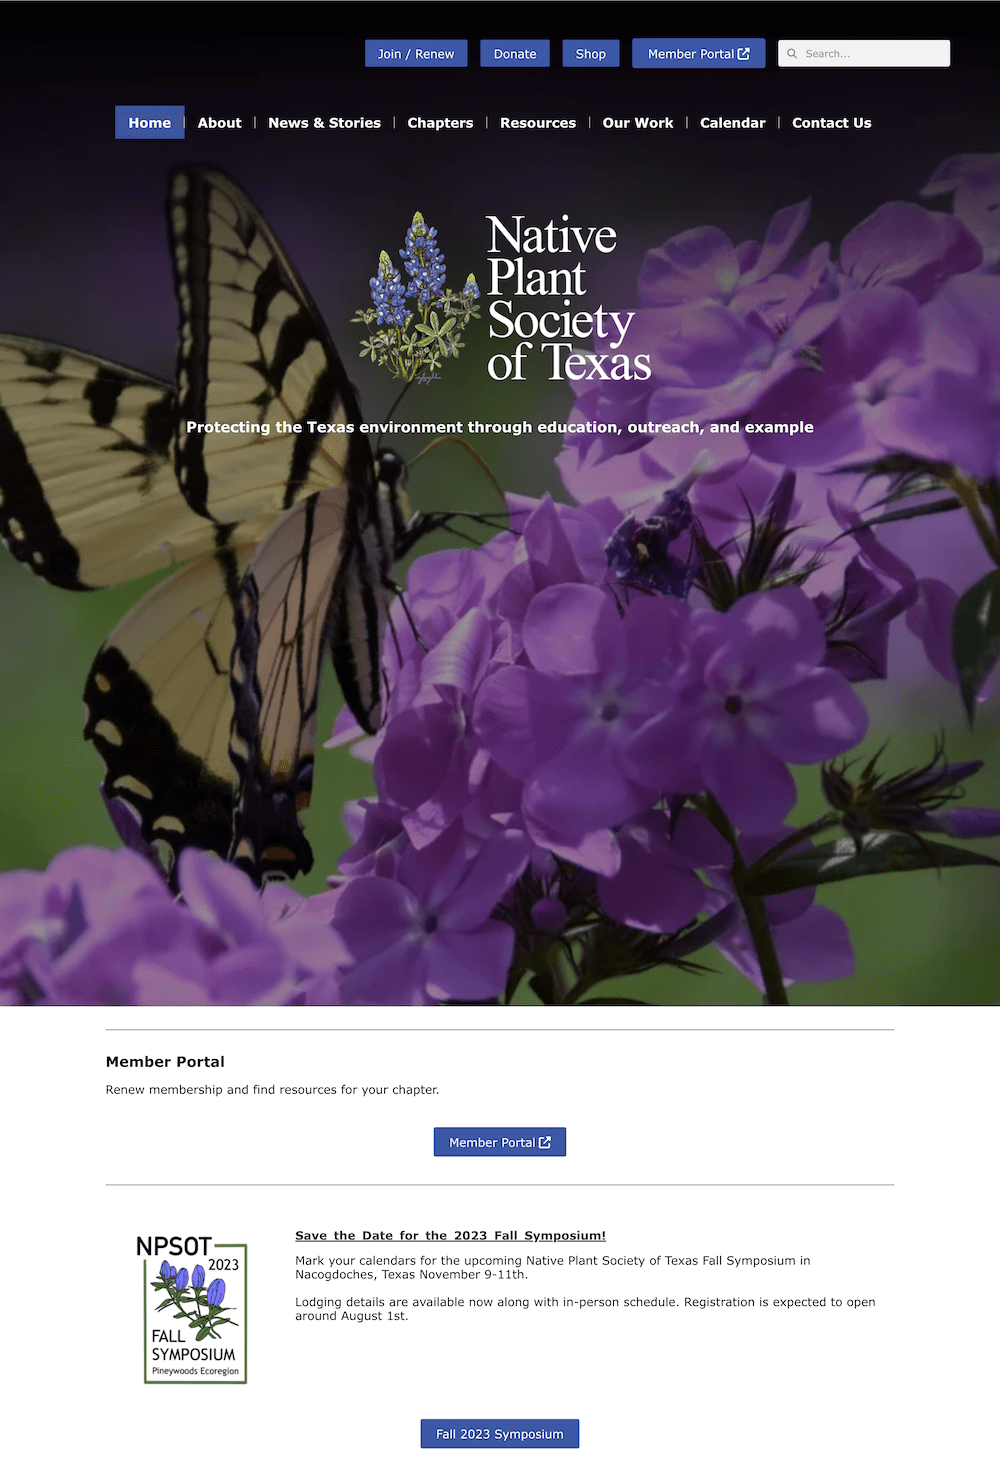 Join / Renew
Donate
Shop
Member Portal
Search...
Home
About
News & Stories
Chapters
Resources
Our Work
Calendar
Contact Us
Native
Plant
Society
of Texas
Protecting the Texas environment through education, outreach, and example
Member Portal
Renew membership and find resources for your chapter.
Member Portal
NPSOT
2023
FALL
SYMPOSIUM
Pineywoods Ecoregion
Save the Date for the 2023 Fall Symposium!
Mark your calendars for the upcoming Native Plant Society of Texas Fall Symposium in
Nacogdoches, Texas November 9-11th.
Lodging details are available now along with in-person schedule. Registration is expected to open
around August 1st.
Fall 2023 Symposium